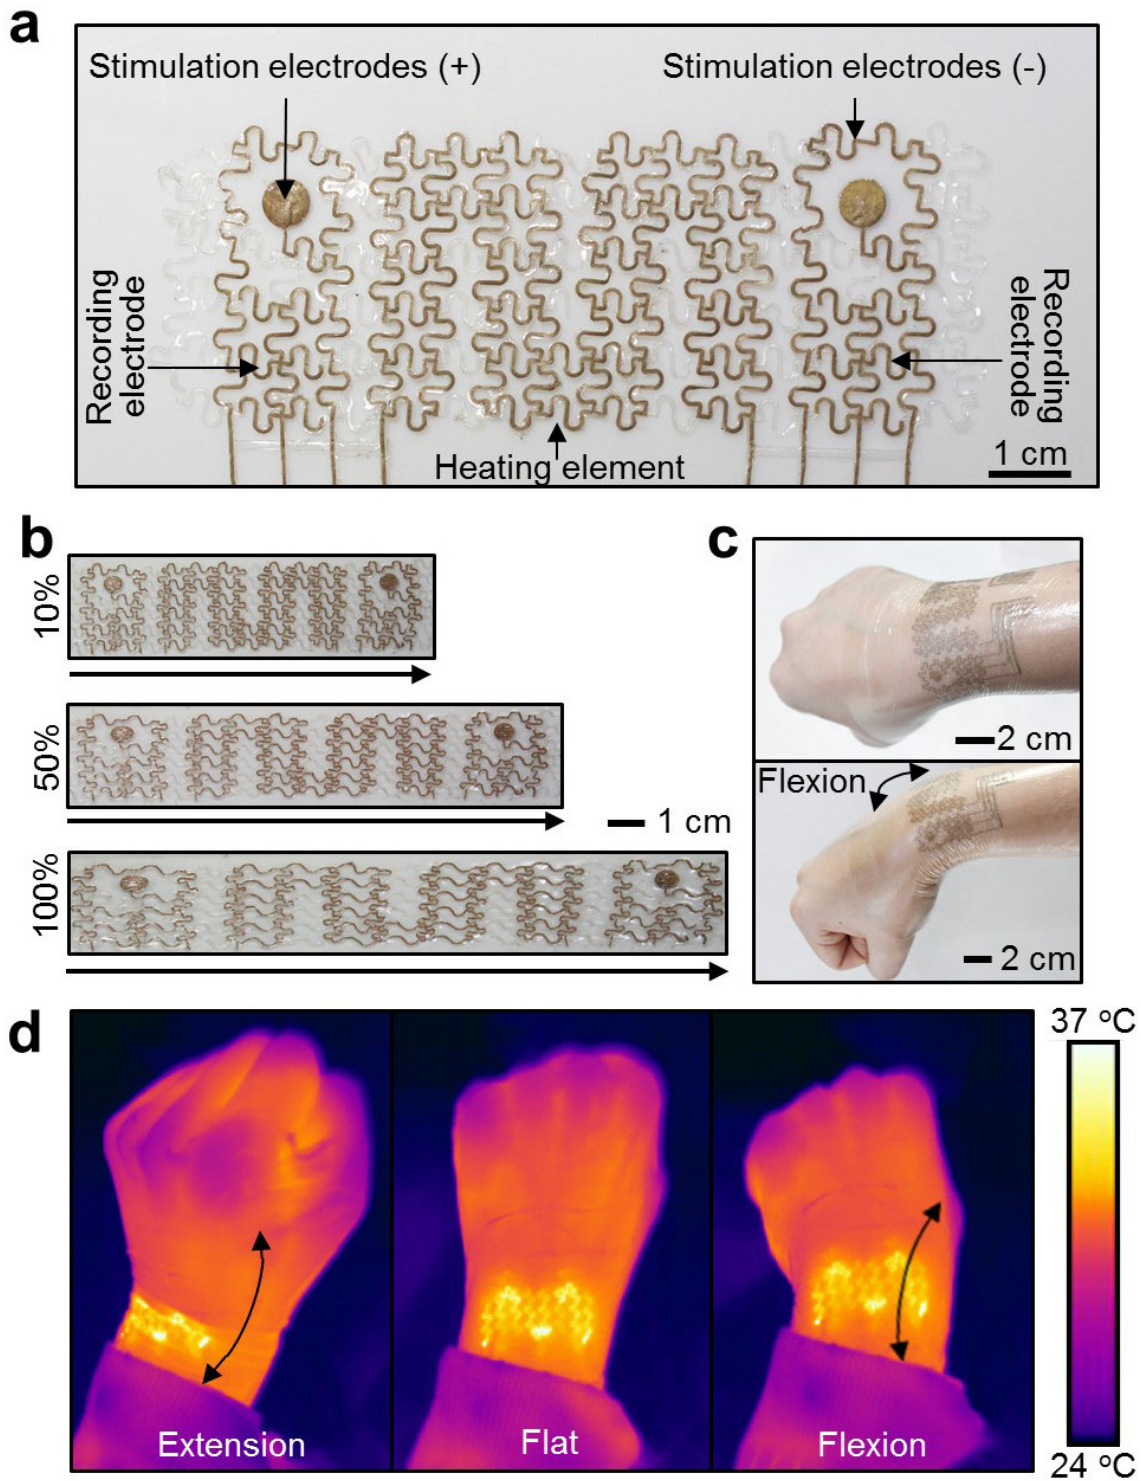 a
Stimulation electrodes (+)
Stimulation electrodes (-)
Recording
electrode
Recording
electrode
Heating element
1 cm
b
10%
50%
1 cm
100%
c
2 cm
Flexion
2 cm
d
Extension
Flat
Flexion
37 °C
24 °C